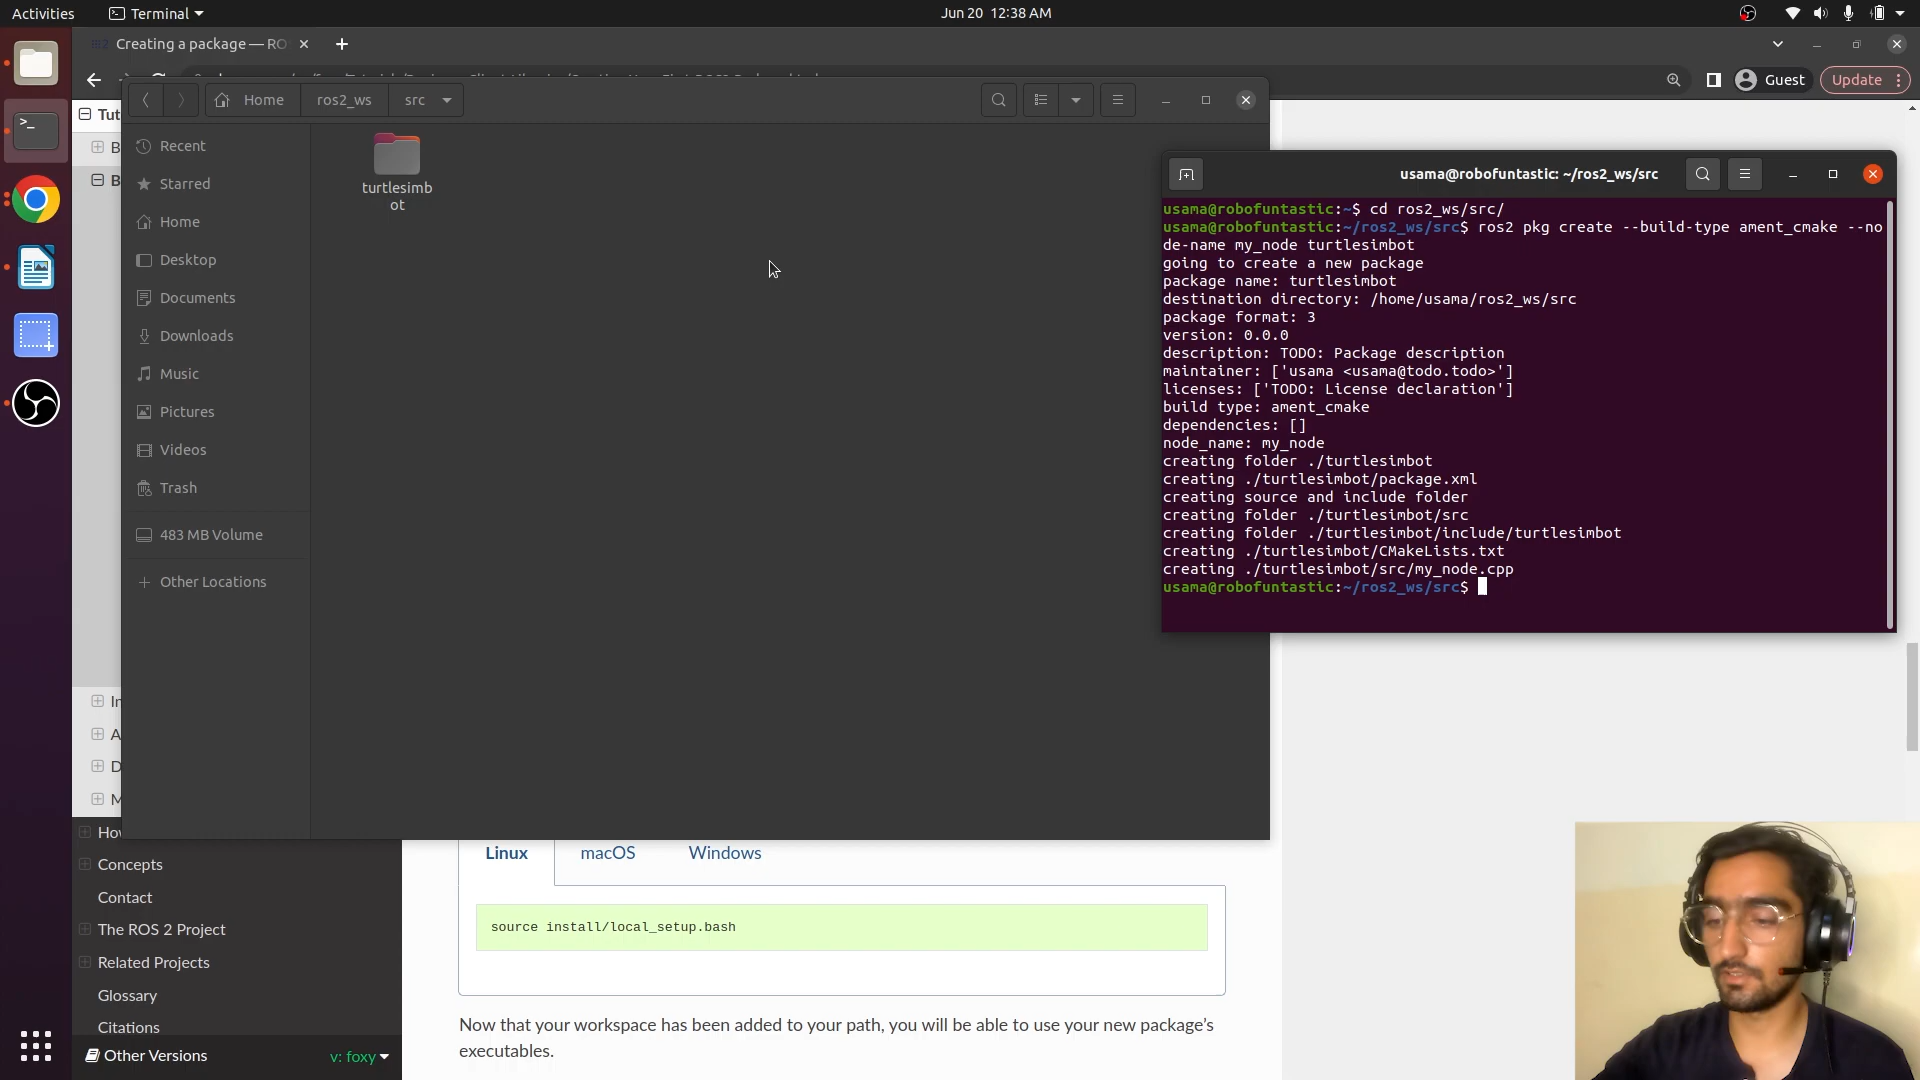 Activities
Terminal
Jun 20 12:38 AM
Creating a package — RO
Guest
Update
Home
ros2_ws
src
Tut
B
B
Recent
Starred
Home
Desktop
Documents
Downloads
Music
Pictures
Videos
Trash
483 MB Volume
Other Locations
turtlesimb
ot
usama@robofuntastic: ~/ros2_ws/src
usama@robofuntastic:~$ cd ros2_ws/src/
usama@robofuntastic:~/ros2_ws/src$ ros2 pkg create --build-type ament_cmake --no
de-name my_node turtlesimbot
going to create a new package
package name: turtlesimbot
destination directory: /home/usama/ros2_ws/src
package format: 3
version: 0.0.0
description: TODO: Package description
maintainer: ['usama <usama@todo.todo>']
licenses: ['TODO: License declaration']
build type: ament_cmake
dependencies: []
node_name: my_node
creating folder ./turtlesimbot
creating ./turtlesimbot/package.xml
creating source and include folder
creating folder ./turtlesimbot/src
creating folder ./turtlesimbot/include/turtlesimbot
creating ./turtlesimbot/CMakeLists.txt
creating ./turtlesimbot/src/my_node.cpp
usama@robofuntastic:~/ros2_ws/src$
In
A
D
M
How
Concepts
Contact
The ROS 2 Project
Related Projects
Glossary
Citations
Other Versions
v: foxy
Linux
macOS
Windows
source install/local_setup.bash
Now that your workspace has been added to your path, you will be able to use your new package's
executables.